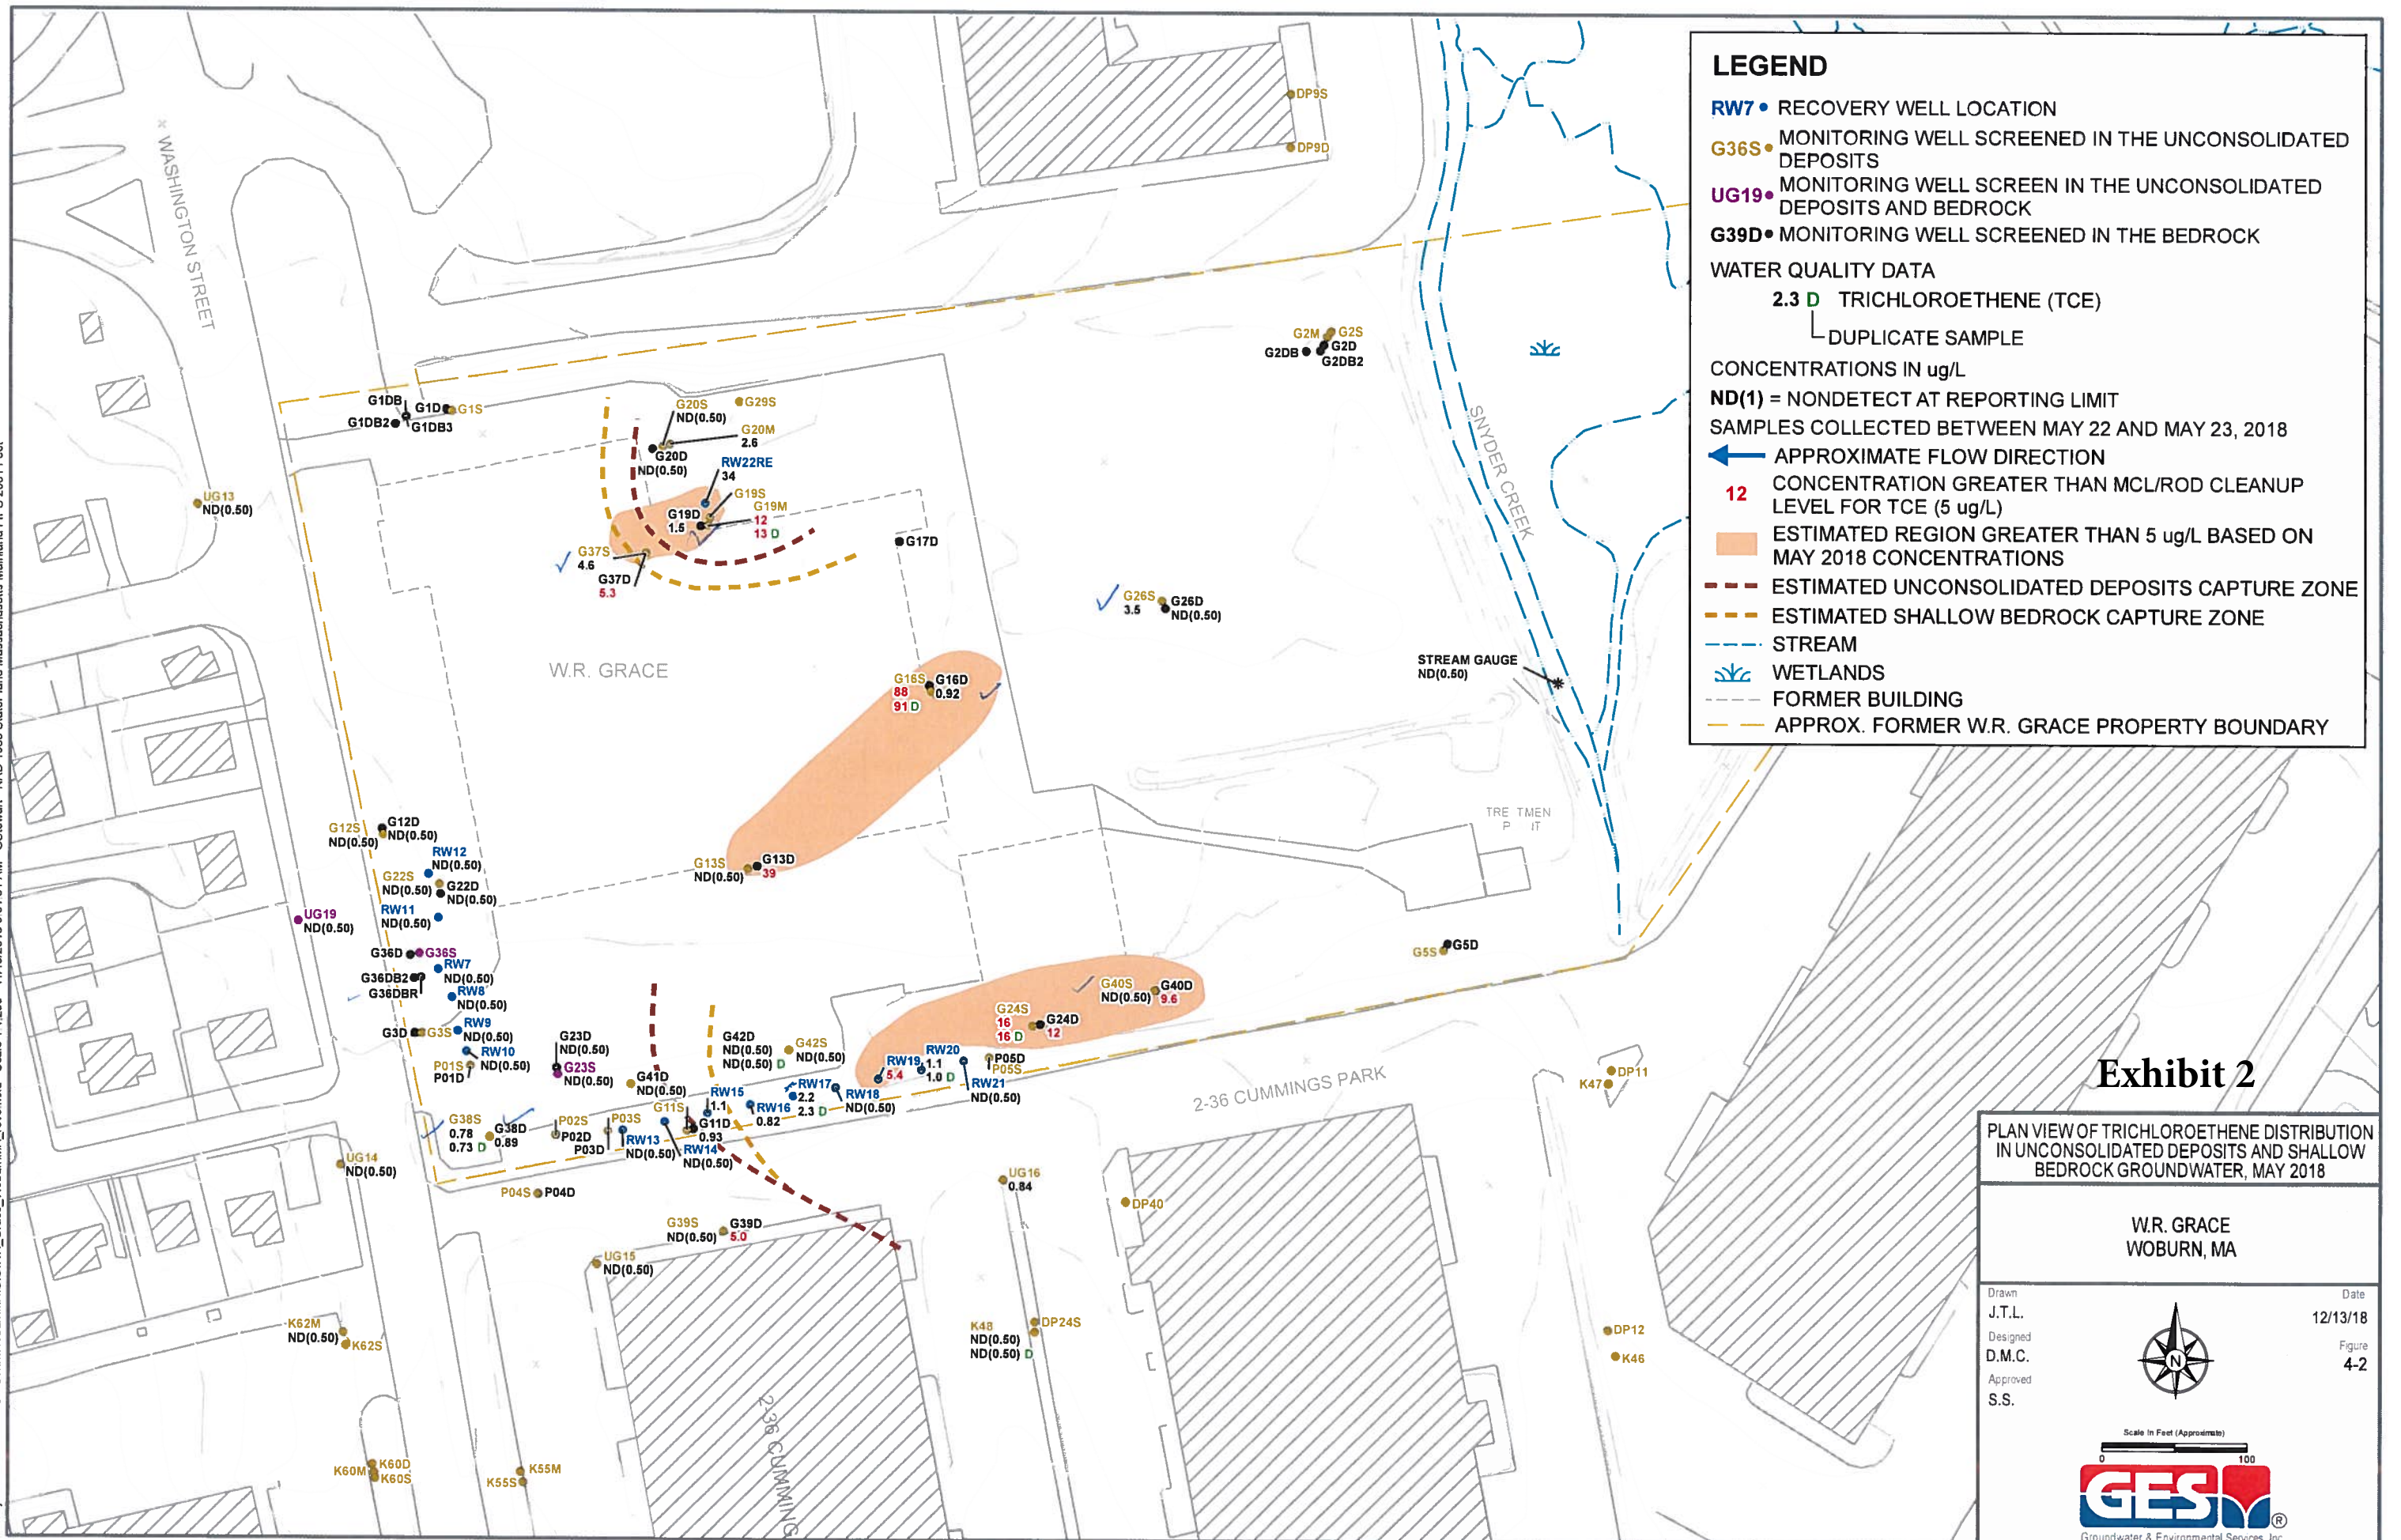 LEGEND
RW7 RECOVERY WELL LOCATION
G36S MONITORING WELL SCREENED IN THE UNCONSOLIDATED
DEPOSITS
UG19 MONITORING WELL SCREEN IN THE UNCONSOLIDATED
DEPOSITS AND BEDROCK
G39D MONITORING WELL SCREENED IN THE BEDROCK
WATER QUALITY DATA
2.3 D TRICHLOROETHENE (TCE)
DUPLICATE SAMPLE
CONCENTRATIONS IN ug/L
ND(1) = NONDETECT AT REPORTING LIMIT
SAMPLES COLLECTED BETWEEN MAY 22 AND MAY 23, 2018
APPROXIMATE FLOW DIRECTION
12 CONCENTRATION GREATER THAN MCL/ROD CLEANUP
LEVEL FOR TCE (5 ug/L)
ESTIMATED REGION GREATER THAN 5 ug/L BASED ON
MAY 2018 CONCENTRATIONS
ESTIMATED UNCONSOLIDATED DEPOSITS CAPTURE ZONE
ESTIMATED SHALLOW BEDROCK CAPTURE ZONE
STREAM
WETLANDS
FORMER BUILDING
APPROX. FORMER W.R. GRACE PROPERTY BOUNDARY
WASHINGTON STREET
DP9S
DP9D
SNYDER CREEK
G2M
G2S
G2D
G2DB
G2DB2
G1DB
G1D
G1S
G1DB2
G1DB3
G20S
ND(0.50)
G29S
G20M
2.6
G20D
ND(0.50)
RW22RE
34
G19S
G19M
12
13 D
G19D
1.5
UG13
ND(0.50)
G37S
4.6
G37D
5.3
G17D
G26S
3.5
G26D
ND(0.50)
W.R. GRACE
STREAM GAUGE
ND(0.50)
G16S
88
91 D
G16D
0.92
TRE TMEN
P IT
G12S
ND(0.50)
G12D
ND(0.50)
RW12
ND(0.50)
G22S
ND(0.50)
G22D
ND(0.50)
G13S
ND(0.50)
G13D
39
RW11
ND(0.50)
UG19
ND(0.50)
G36D
G36S
RW7
ND(0.50)
G36DB2
G36DBR
RW8
ND(0.50)
G5S
G5D
G40S
ND(0.50)
G40D
9.6
G24S
16
16 D
G24D
12
G3D
G3S
RW9
ND(0.50)
RW10
ND(0.50)
P01S
P01D
G23D
ND(0.50)
G23S
ND(0.50)
G42D
ND(0.50)
ND(0.50) D
G42S
ND(0.50)
G41D
ND(0.50)
RW19
5.4
RW20
1.1
1.0 D
P05D
P05S
RW21
ND(0.50)
RW15
1.1
RW17
2.2
2.3 D
RW18
ND(0.50)
RW16
0.82
2-36 CUMMINGS PARK
DP11
K47
G38S
0.78
0.73 D
G38D
0.89
P02S
P02D
P03S
P03D
RW13
ND(0.50)
G11S
G11D
0.93
RW14
ND(0.50)
UG14
ND(0.50)
P04S
P04D
UG16
0.84
DP40
G39S
ND(0.50)
G39D
5.0
UG15
ND(0.50)
K62M
ND(0.50)
K62S
K48
ND(0.50)
ND(0.50) D
DP24S
DP12
K46
2-36 CUMMING
K60D
K60M
K60S
K55M
K55S
Exhibit 2
PLAN VIEW OF TRICHLOROETHENE DISTRIBUTION
IN UNCONSOLIDATED DEPOSITS AND SHALLOW
BEDROCK GROUNDWATER, MAY 2018
W.R. GRACE
WOBURN, MA
Drawn
J.T.L.
Designed
D.M.C.
Approved
S.S.
Date
12/13/18
Figure
4-2
N
Scale In Feet (Approximate)
0 100
GES ®
Groundwater & Environmental Services, Inc.